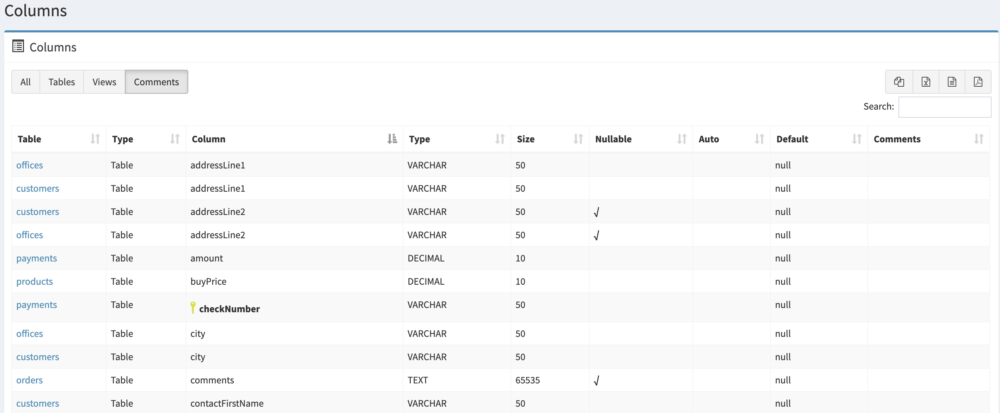 Columns
Columns
All Tables Views Comments
Search:
Table Type Column Type Size Nullable Auto Default Comments
offices Table addressLine1 VARCHAR 50 null
customers Table addressLine1 VARCHAR 50 null
customers Table addressLine2 VARCHAR 50 √ null
offices Table addressLine2 VARCHAR 50 √ null
payments Table amount DECIMAL 10 null
products Table buyPrice DECIMAL 10 null
payments Table checkNumber VARCHAR 50 null
offices Table city VARCHAR 50 null
customers Table city VARCHAR 50 null
orders Table comments TEXT 65535 √ null
customers Table contactFirstName VARCHAR 50 null